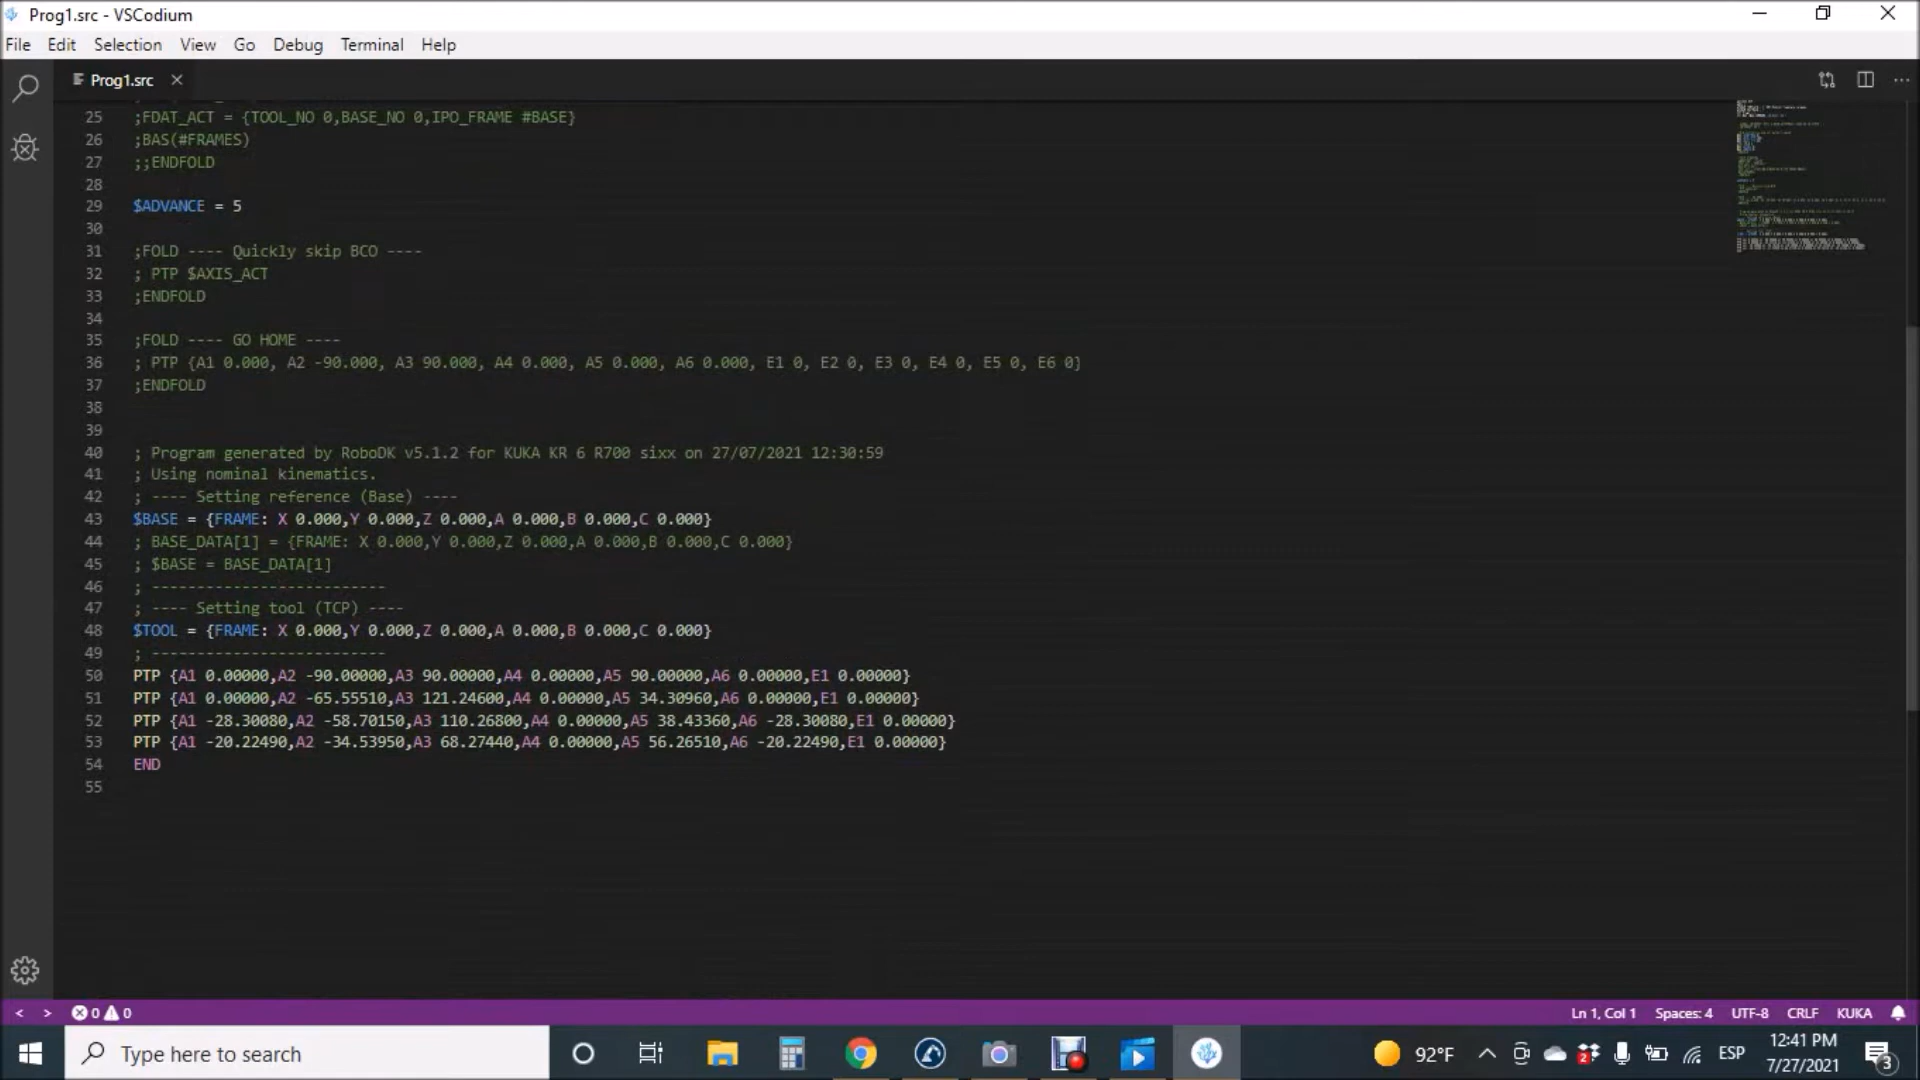 Prog1.src - VSCodium
File Edit Selection View Go Debug Terminal Help
Prog1.src
25 ;FDAT_ACT = {TOOL_NO 0,BASE_NO 0,IPO_FRAME #BASE}
26 ;BAS(#FRAMES)
27 ;;ENDFOLD
28
29 $ADVANCE = 5
30
31 ;FOLD ---- Quickly skip BCO ----
32 ; PTP $AXIS_ACT
33 ;ENDFOLD
34
35 ;FOLD ---- GO HOME ----
36 ; PTP {A1 0.000, A2 -90.000, A3 90.000, A4 0.000, A5 0.000, A6 0.000, E1 0, E2 0, E3 0, E4 0, E5 0, E6 0}
37 ;ENDFOLD
38
39
40 ; Program generated by RoboDK v5.1.2 for KUKA KR 6 R700 sixx on 27/07/2021 12:30:59
41 ; Using nominal kinematics.
42 ; ---- Setting reference (Base) ----
43 $BASE = {FRAME: X 0.000,Y 0.000,Z 0.000,A 0.000,B 0.000,C 0.000}
44 ; BASE_DATA[1] = {FRAME: X 0.000,Y 0.000,Z 0.000,A 0.000,B 0.000,C 0.000}
45 ; $BASE = BASE_DATA[1]
46 ; --------------------------
47 ; ---- Setting tool (TCP) ----
48 $TOOL = {FRAME: X 0.000,Y 0.000,Z 0.000,A 0.000,B 0.000,C 0.000}
49 ; --------------------------
50 PTP {A1 0.00000,A2 -90.00000,A3 90.00000,A4 0.00000,A5 90.00000,A6 0.00000,E1 0.00000}
51 PTP {A1 0.00000,A2 -65.55510,A3 121.24600,A4 0.00000,A5 34.30960,A6 0.00000,E1 0.00000}
52 PTP {A1 -28.30080,A2 -58.70150,A3 110.26800,A4 0.00000,A5 38.43360,A6 -28.30080,E1 0.00000}
53 PTP {A1 -20.22490,A2 -34.53950,A3 68.27440,A4 0.00000,A5 56.26510,A6 -20.22490,E1 0.00000}
54 END
55
0 0 Ln 1, Col 1 Spaces: 4 UTF-8 CRLF KUKA
Type here to search 92°F 2 ESP 12:41 PM
7/27/2021 3